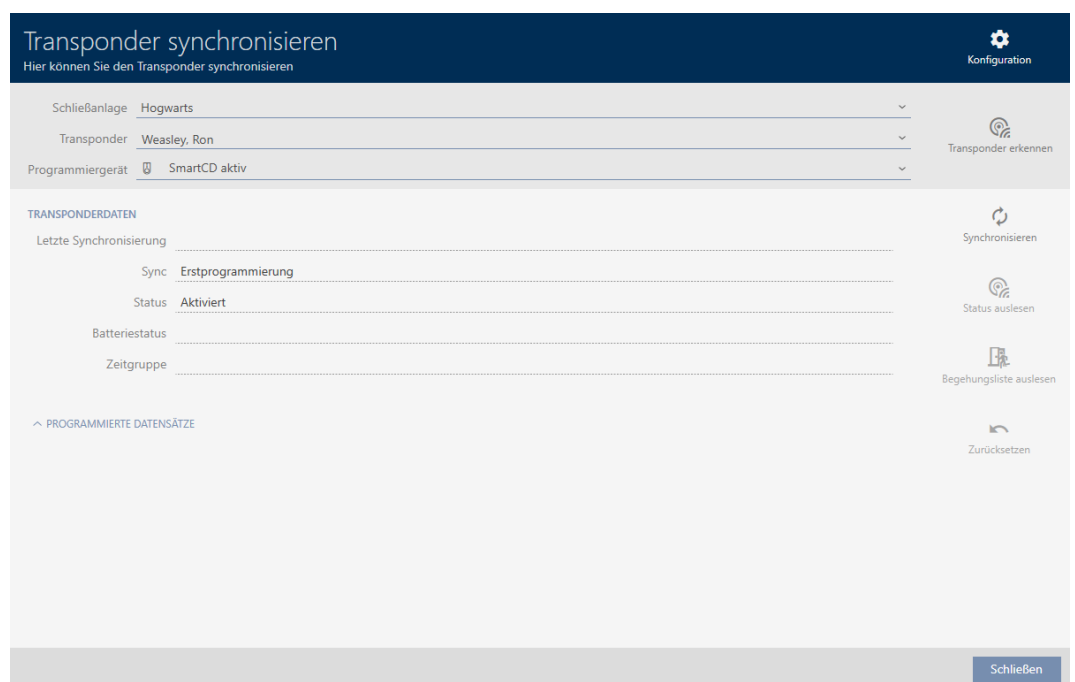 Transponder synchronisieren
Hier können Sie den Transponder synchronisieren
Konfiguration
Schließanlage Hogwarts
Transponder Weasley, Ron
Programmiergerät SmartCD aktiv
Transponder erkennen
TRANSPONDERDATEN
Letzte Synchronisierung
Sync Erstprogrammierung
Status Aktiviert
Batteriestatus
Zeitgruppe
PROGRAMMIERTE DATENSÄTZE
Synchronisieren
Status auslesen
Begehungsliste auslesen
Zurücksetzen
Schließen